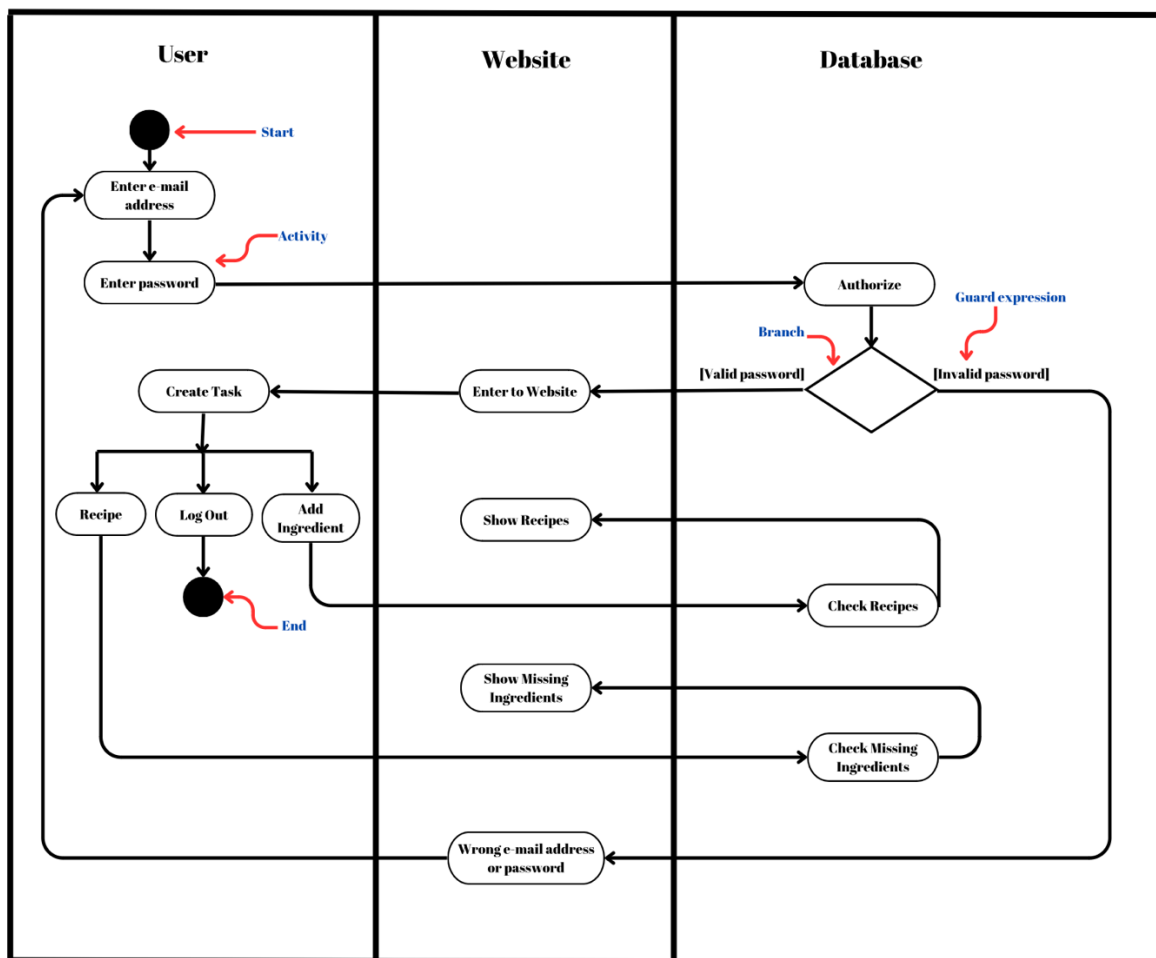 User
Website
Database
Start
Enter e-mail
address
Activity
Enter password
Authorize
Guard expression
Branch
[Valid password]
[Invalid password]
Create Task
Enter to Website
Recipe
Log Out
Add
Ingredient
Show Recipes
Check Recipes
End
Show Missing
Ingredients
Check Missing
Ingredients
Wrong e-mail address
or password